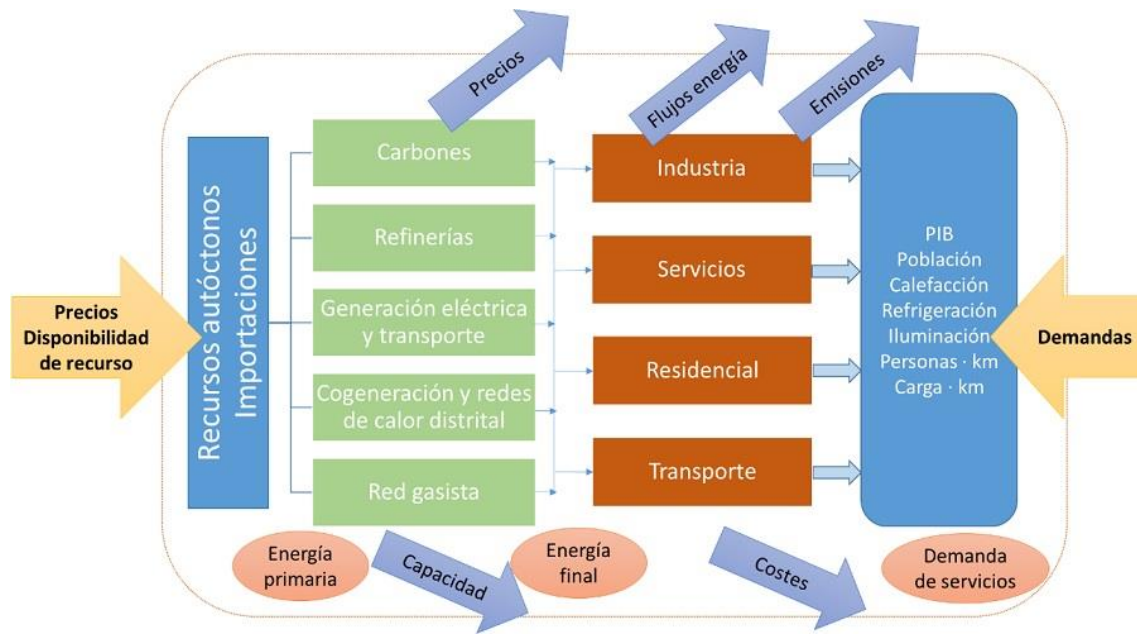 Precios
Flujos energía
Emisiones
Precios
Disponibilidad
de recurso
Recursos autóctonos
Importaciones
Carbones
Refinerías
Generación eléctrica
y transporte
Cogeneración y redes
de calor distrital
Red gasista
Industria
Servicios
Residencial
Transporte
PIB
Población
Calefacción
Refrigeración
Iluminación
Personas · km
Carga · km
Demandas
Energía
primaria
Capacidad
Energía
final
Costes
Demanda
de servicios